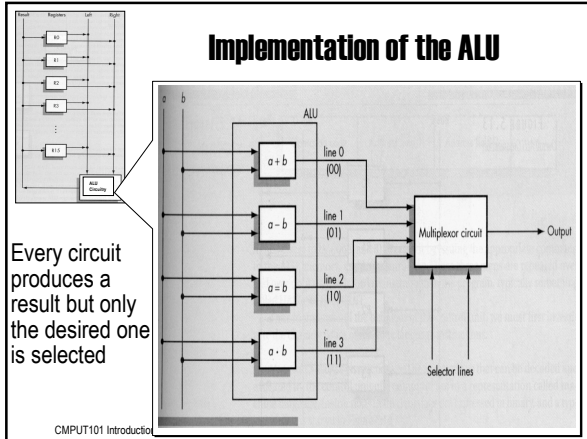 Implementation of the ALU
Result
Registers
Left
Right
R0
R1
R2
R3
R15
ALU
Circuitry
Every circuit
produces a
result but only
the desired one
is selected
a
b
ALU
a + b
line 0
(00)
a – b
line 1
(01)
a = b
line 2
(10)
a · b
line 3
(11)
Multiplexor circuit
Output
Selector lines
CMPUT101 Introduction